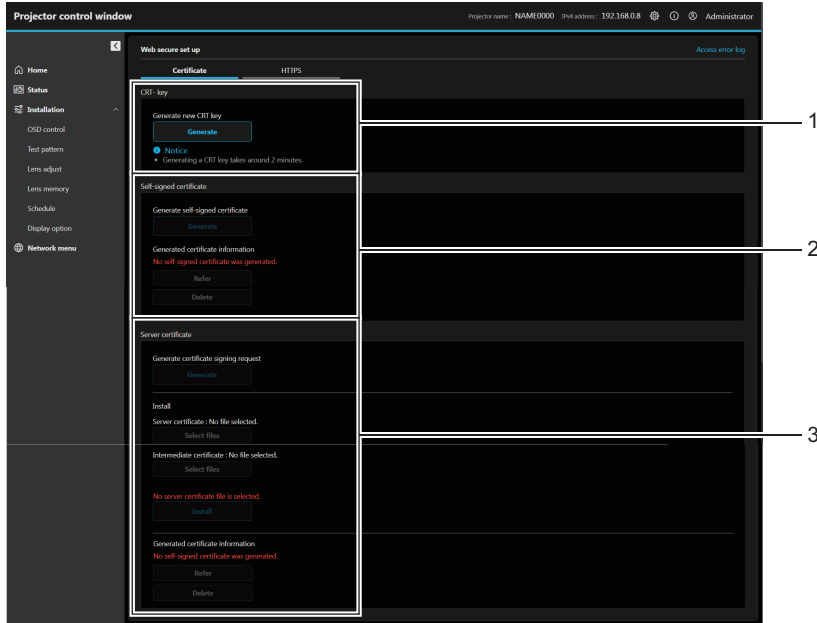 Projector control window
Projector name : NAME0000 IPv4 address : 192.168.0.8 Administrator
Web secure set up
Access error log
Home
Status
Installation
OSD control
Test pattern
Lens adjust
Lens memory
Schedule
Display option
Network menu
Certificate HTTPS
CRT- key
Generate new CRT key
Generate
Notice
• Generating a CRT key takes around 2 minutes.
1
Self-signed certificate
Generate self-signed certificate
Generate
Generated certificate information
No self-signed certificate was generated.
Refer
Delete
2
Server certificate
Generate certificate signing request
Generate
Install
Server certificate : No file selected.
Select files
Intermediate certificate : No file selected.
Select files
No server certificate file is selected.
Install
Generated certificate information
No self-signed certificate was generated.
Refer
Delete
3